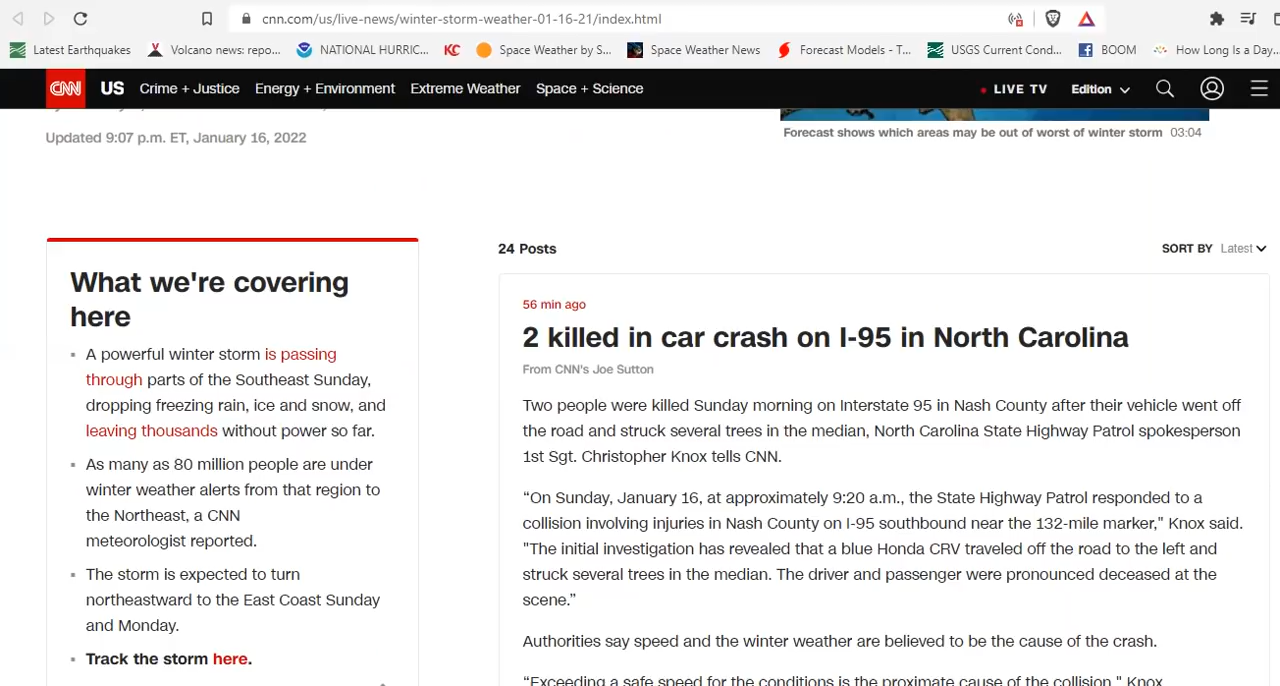 cnn.com/us/live-news/winter-storm-weather-01-16-21/index.html
Latest Earthquakes Volcano news: repo... NATIONAL HURRIC... KC Space Weather by S... Space Weather News Forecast Models - T... USGS Current Cond... BOOM How Long Is a Day...
CNN US Crime + Justice Energy + Environment Extreme Weather Space + Science LIVE TV Edition
Updated 9:07 p.m. ET, January 16, 2022
Forecast shows which areas may be out of worst of winter storm 03:04
What we're covering
here
A powerful winter storm is passing
through parts of the Southeast Sunday,
dropping freezing rain, ice and snow, and
leaving thousands without power so far.
As many as 80 million people are under
winter weather alerts from that region to
the Northeast, a CNN
meteorologist reported.
The storm is expected to turn
northeastward to the East Coast Sunday
and Monday.
Track the storm here.
24 Posts
SORT BY Latest
56 min ago
2 killed in car crash on I-95 in North Carolina
From CNN's Joe Sutton
Two people were killed Sunday morning on Interstate 95 in Nash County after their vehicle went off
the road and struck several trees in the median, North Carolina State Highway Patrol spokesperson
1st Sgt. Christopher Knox tells CNN.
“On Sunday, January 16, at approximately 9:20 a.m., the State Highway Patrol responded to a
collision involving injuries in Nash County on I-95 southbound near the 132-mile marker," Knox said.
"The initial investigation has revealed that a blue Honda CRV traveled off the road to the left and
struck several trees in the median. The driver and passenger were pronounced deceased at the
scene.”
Authorities say speed and the winter weather are believed to be the cause of the crash.
“Exceeding a safe speed for the conditions is the proximate cause of the collision," Knox